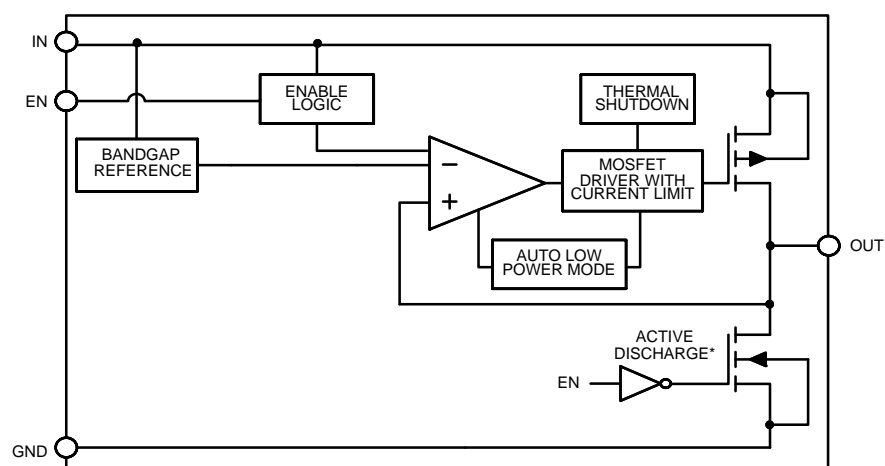 IN
ENABLE
LOGIC
THERMAL
SHUTDOWN
EN
BANDGAP
REFERENCE
−
+
MOSFET
DRIVER WITH
CURRENT LIMIT
AUTO LOW
POWER MODE
OUT
ACTIVE
DISCHARGE*
EN
GND